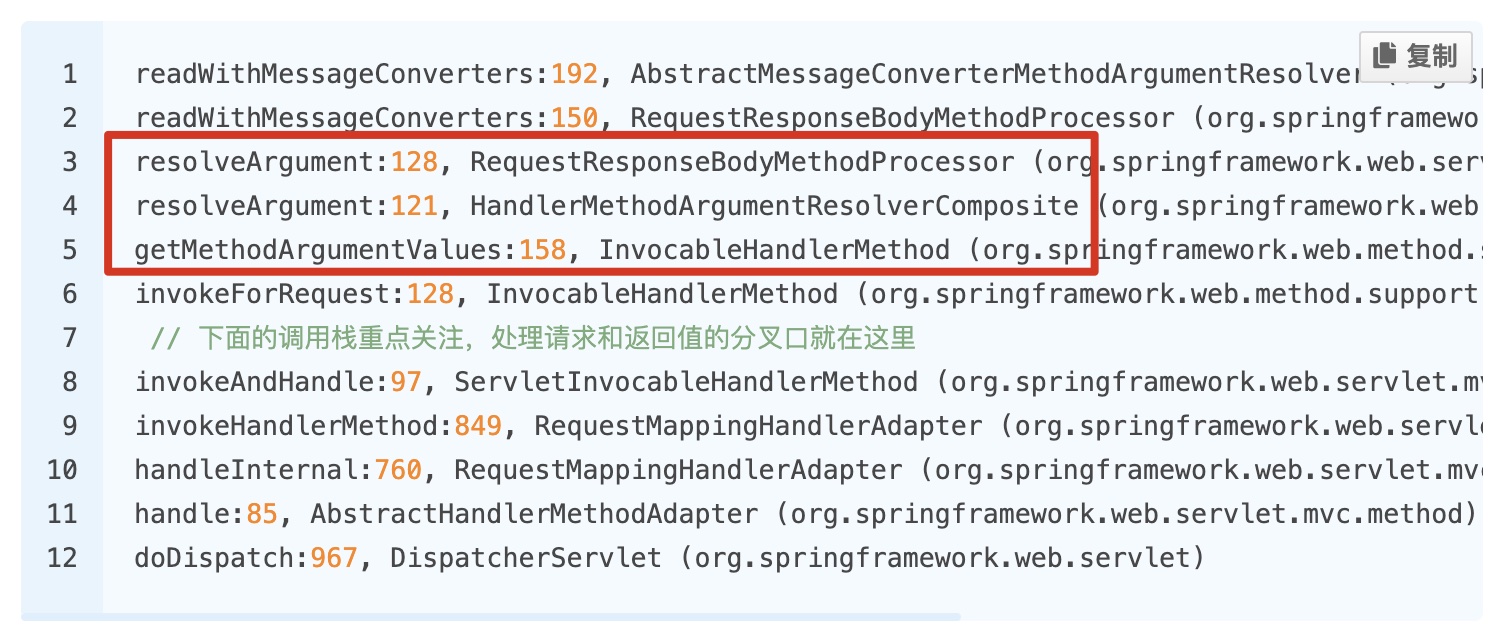 复制
1 readWithMessageConverters:192, AbstractMessageConverterMethodArgumentResolver
2 readWithMessageConverters:150, RequestResponseBodyMethodProcessor (org.springframewo
3 resolveArgument:128, RequestResponseBodyMethodProcessor (org.springframework.web.serv
4 resolveArgument:121, HandlerMethodArgumentResolverComposite (org.springframework.web
5 getMethodArgumentValues:158, InvocableHandlerMethod (org.springframework.web.method.s
6 invokeForRequest:128, InvocableHandlerMethod (org.springframework.web.method.support
7 // 下面的调用栈重点关注，处理请求和返回值的分叉口就在这里
8 invokeAndHandle:97, ServletInvocableHandlerMethod (org.springframework.web.servlet.mv
9 invokeHandlerMethod:849, RequestMappingHandlerAdapter (org.springframework.web.servle
10 handleInternal:760, RequestMappingHandlerAdapter (org.springframework.web.servlet.mvc
11 handle:85, AbstractHandlerMethodAdapter (org.springframework.web.servlet.mvc.method)
12 doDispatch:967, DispatcherServlet (org.springframework.web.servlet)